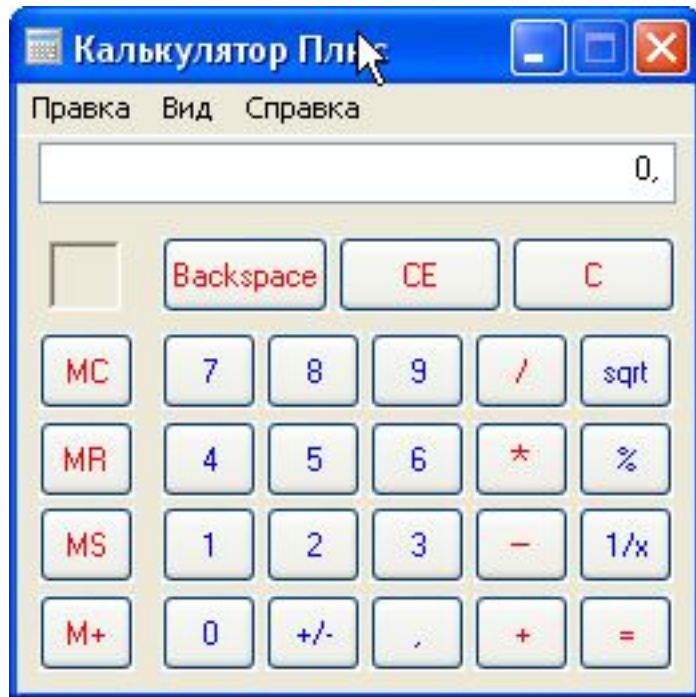 Калькулятор Плюс
Правка Вид Справка
0,
Backspace CE C
MC 7 8 9 / sqrt
MR 4 5 6 * %
MS 1 2 3 - 1/x
M+ 0 +/- , + =